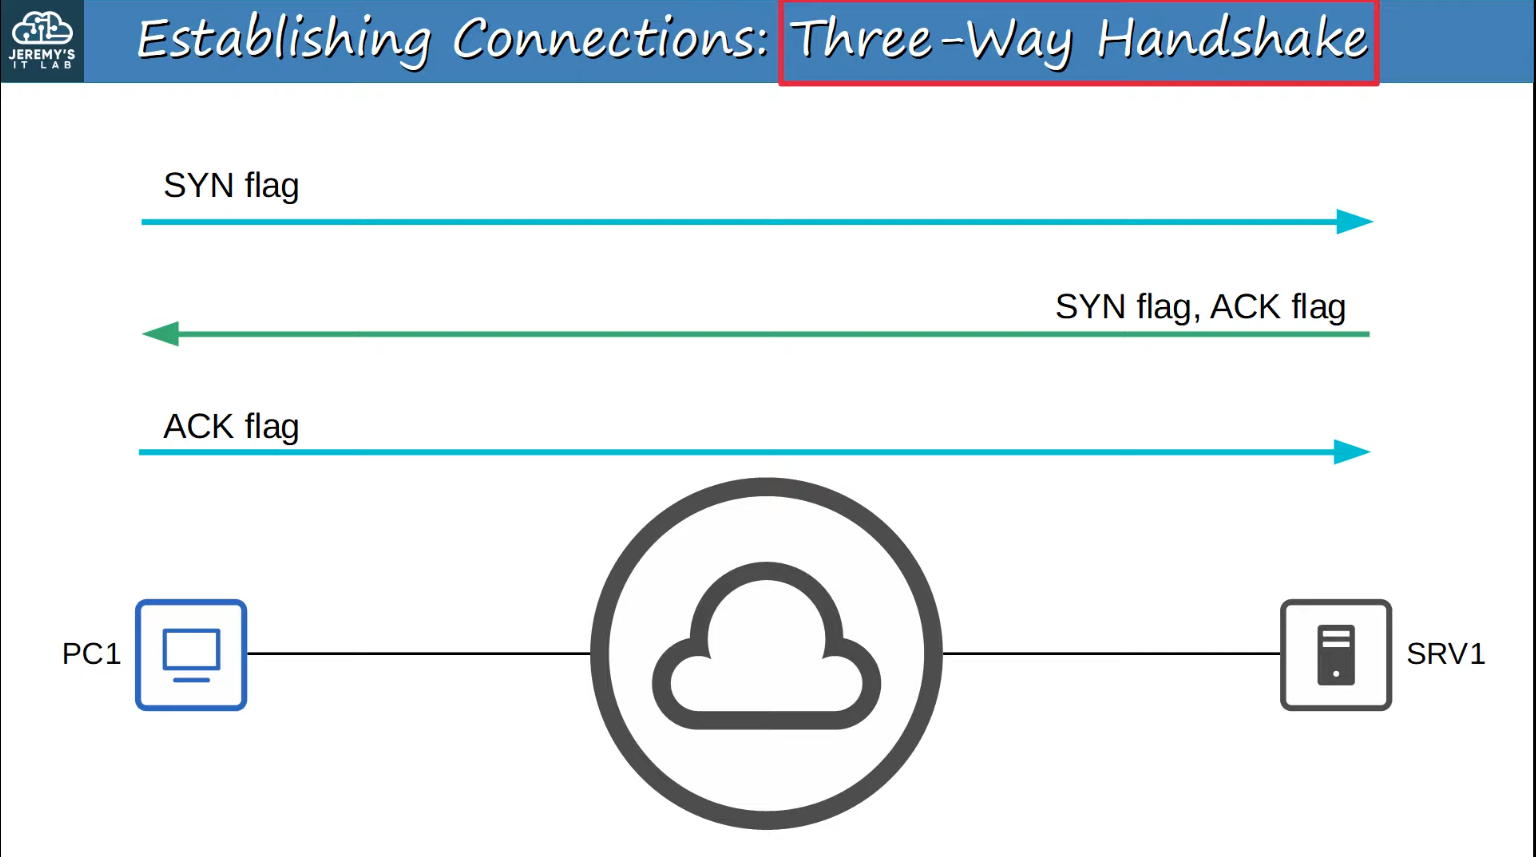 JEREMY'S
IT LAB
Establishing Connections: Three-Way Handshake
SYN flag
SYN flag, ACK flag
ACK flag
PC1
SRV1